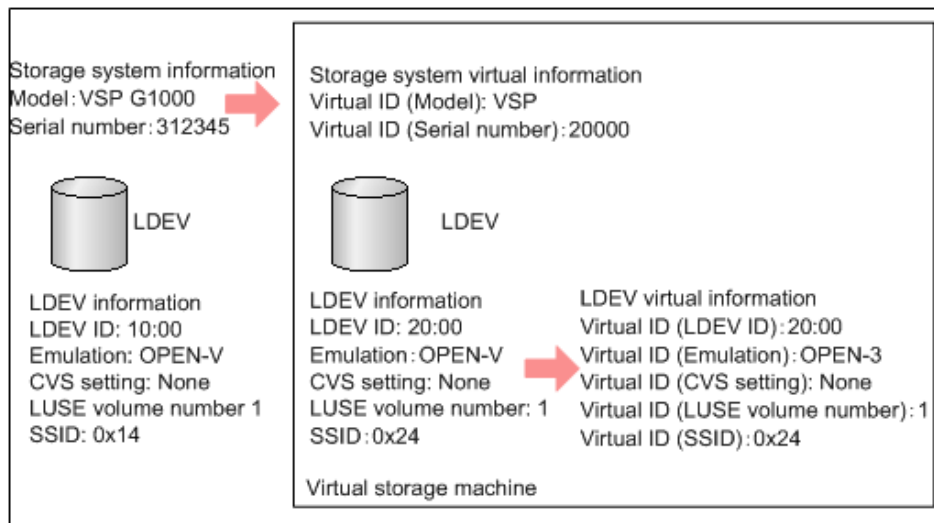 Storage system information
Model:VSP G1000
Serial number:312345
Storage system virtual information
Virtual ID (Model): VSP
Virtual ID (Serial number):20000
LDEV
LDEV
LDEV information
LDEV ID: 10:00
Emulation: OPEN-V
CVS setting: None
LUSE volume number 1
SSID: 0x14
LDEV information
LDEV ID: 20:00
Emulation:OPEN-V
CVS setting: None
LUSE volume number: 1
SSID:0x24
LDEV virtual information
Virtual ID (LDEV ID):20:00
Virtual ID (Emulation):OPEN-3
Virtual ID (CVS setting): None
Virtual ID (LUSE volume number):1
Virtual ID (SSID):0x24
Virtual storage machine